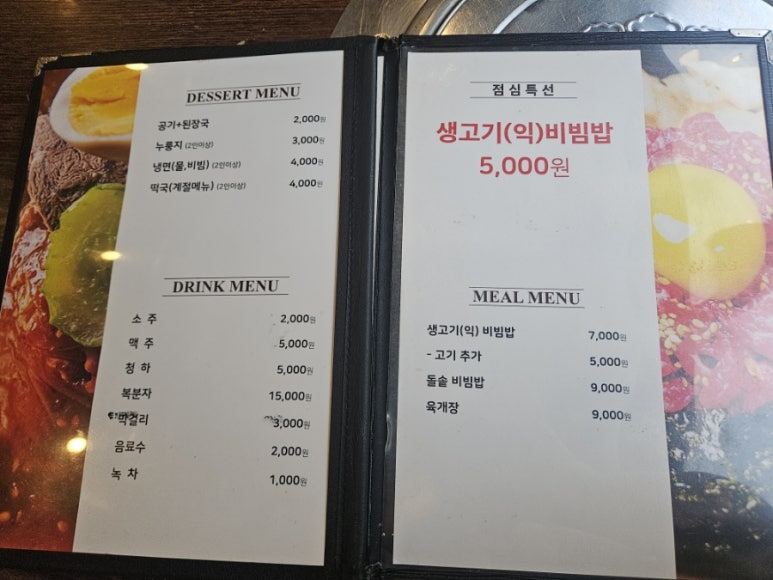 DESSERT MENU
공기+된장국 2,000원
누룽지 (2인이상) 3,000원
냉면(물,비빔) (2인이상) 4,000원
떡국(계절메뉴) (2인이상) 4,000원
DRINK MENU
소 주 2,000원
맥 주 5,000원
청 하 5,000원
복분자 15,000원
막걸리 3,000원
음료수 2,000원
녹 차 1,000원
점심특선
생고기(익)비빔밥
5,000원
MEAL MENU
생고기(익) 비빔밥 7,000원
- 고기 추가 5,000원
돌솥 비빔밥 9,000원
육개장 9,000원